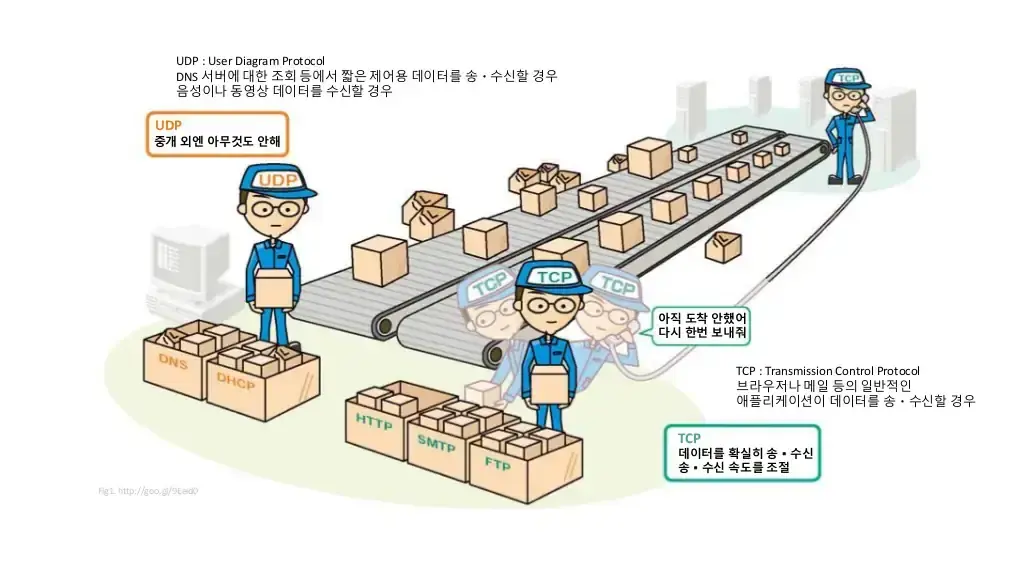 UDP : User Diagram Protocol
DNS 서버에 대한 조회 등에서 짧은 제어용 데이터를 송・수신할 경우
음성이나 동영상 데이터를 수신할 경우
UDP
중개 외엔 아무것도 안해
TCP
UDP
TCP
TCP
TCP
아직 도착 안했어
다시 한번 보내줘
DNS
DHCP
TCP : Transmission Control Protocol
브라우저나 메일 등의 일반적인
애플리케이션이 데이터를 송・수신할 경우
HTTP
SMTP
FTP
TCP
데이터를 확실히 송・수신
송・수신 속도를 조절
Fig1. http://goo.gl/